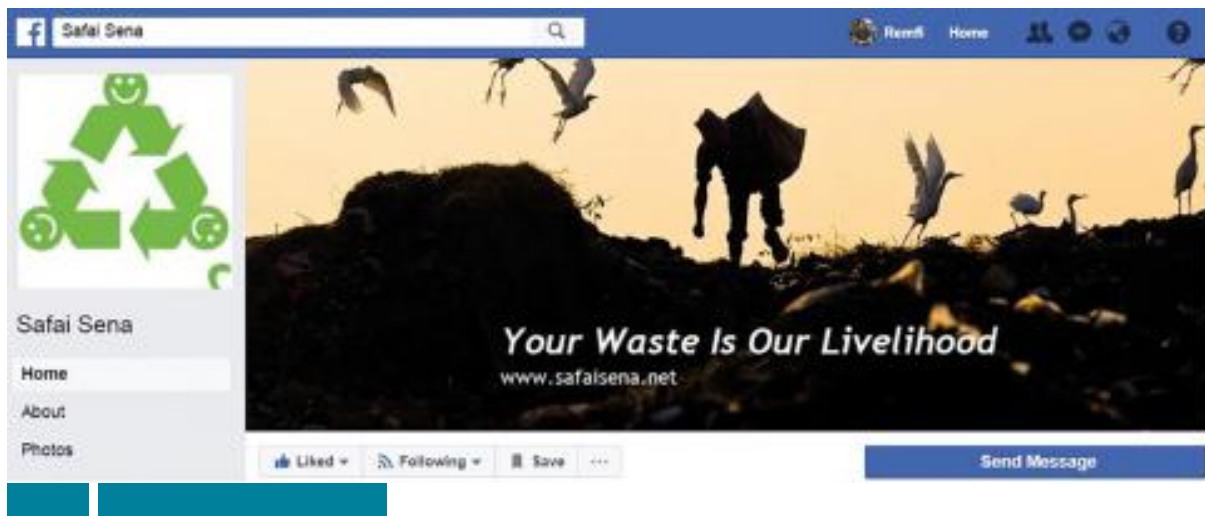 Safai Sena
Remfi Home
Your Waste Is Our Livelihood
www.safaisena.net
Safai Sena
Home
About
Photos
Liked Following Save ...
Send Message